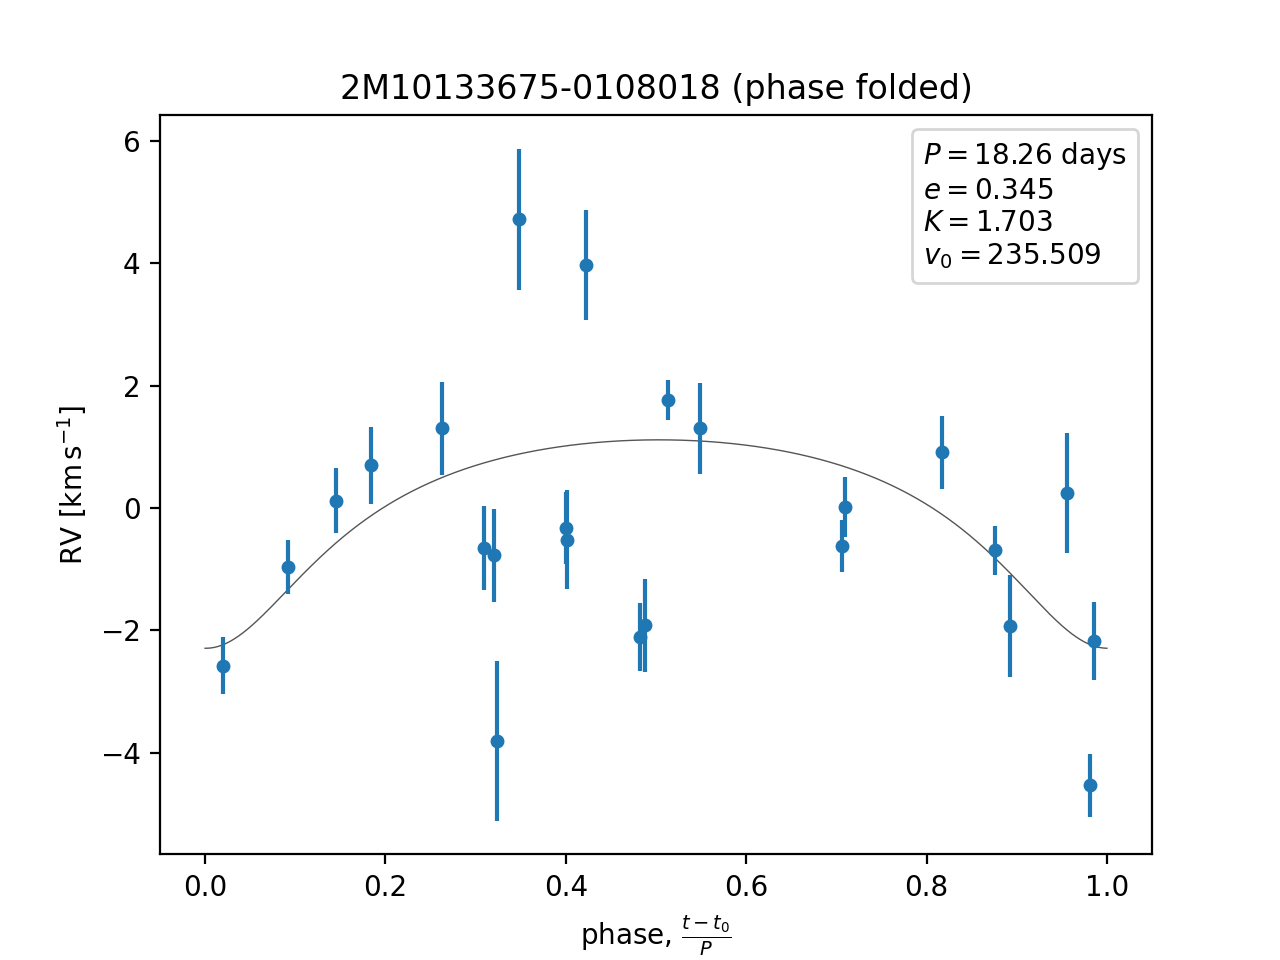 2M10133675-0108018 (phase folded)
P = 18.26 days
e = 0.345
K = 1.703
v₀ = 235.509
6
4
2
0
−2
−4
RV [km s⁻¹]
0.0 0.2 0.4 0.6 0.8 1.0
phase, (t − t₀)/P